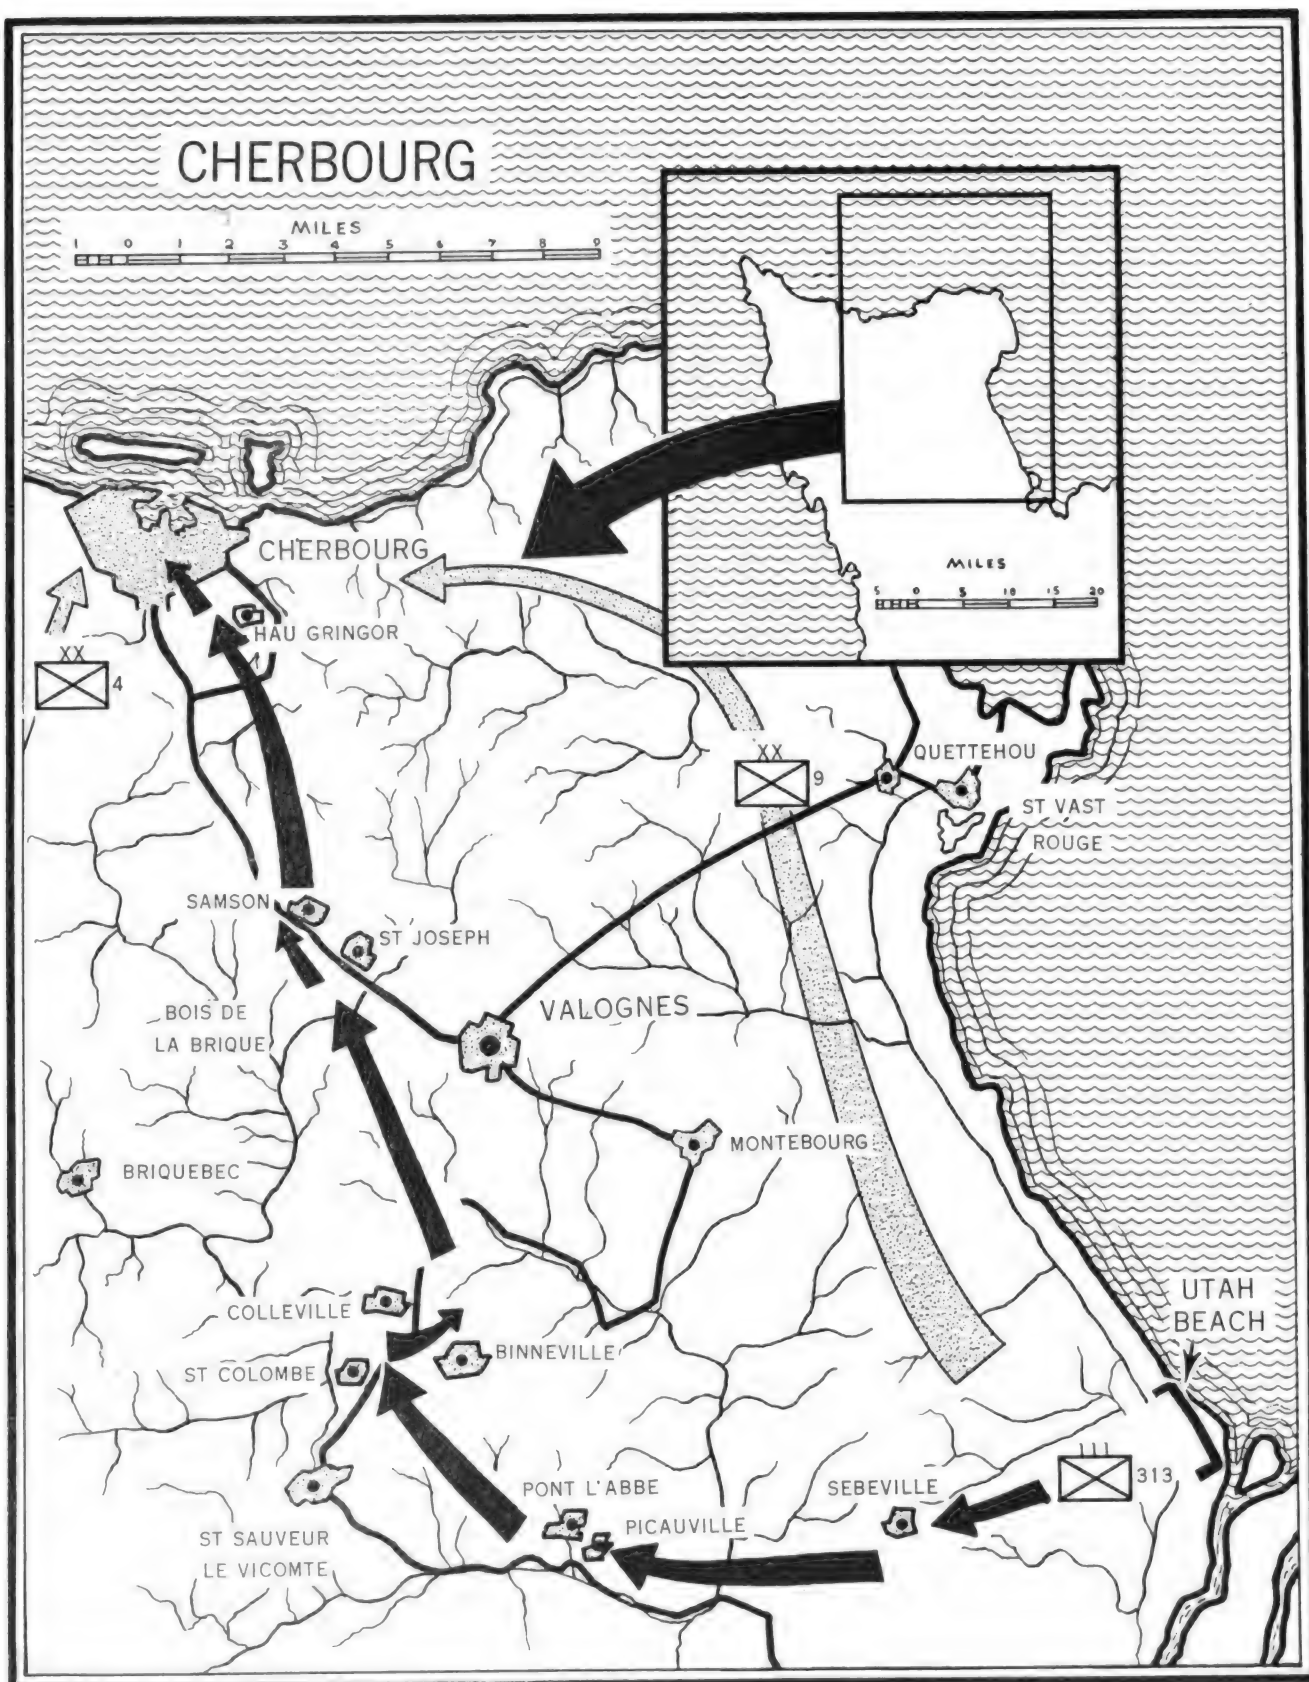 CHERBOURG
MILES
1 0 1 2 3 4 5 6 7 8 9
MILES
5 0 5 10 15 20
CHERBOURG
HAU GRINGOR
XX
4
XX
9
QUETTEHOU
ST VAST
ROUGE
SAMSON
ST JOSEPH
BOIS DE
LA BRIQUE
VALOGNES
MONTEBOURG
BRIQUEBEC
UTAH
BEACH
COLLEVILLE
BINNEVILLE
ST COLOMBE
III
313
PONT L'ABBE
SEBEVILLE
PICAUVILLE
ST SAUVEUR
LE VICOMTE